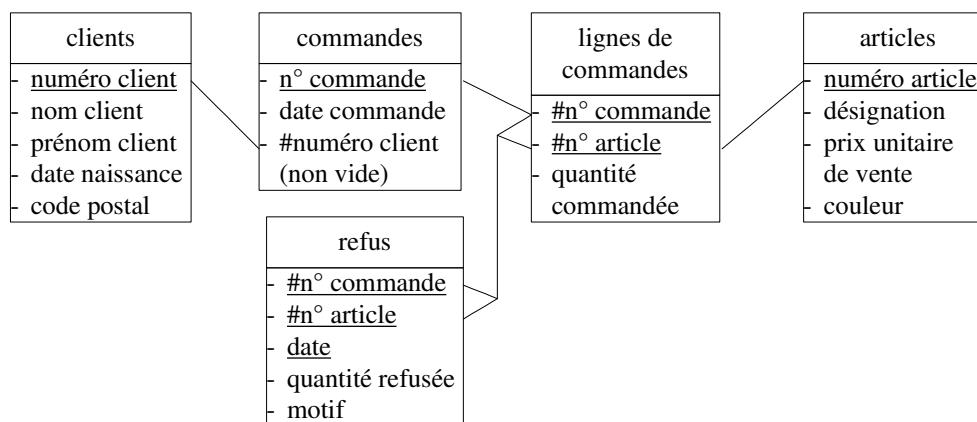 clients
- numéro client
- nom client
- prénom client
- date naissance
- code postal
commandes
- n° commande
- date commande
- #numéro client
(non vide)
lignes de
commandes
- #n° commande
- #n° article
- quantité
commandée
articles
- numéro article
- désignation
- prix unitaire
de vente
- couleur
refus
- #n° commande
- #n° article
- date
- quantité refusée
- motif